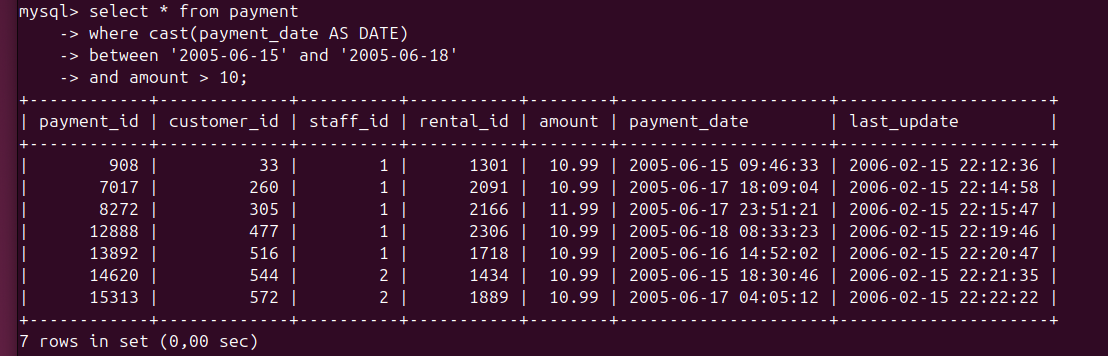 mysql> select * from payment
    -> where cast(payment_date AS DATE)
    -> between '2005-06-15' and '2005-06-18'
    -> and amount > 10;
+------------+-------------+----------+-----------+--------+---------------------+---------------------+
| payment_id | customer_id | staff_id | rental_id | amount | payment_date        | last_update         |
+------------+-------------+----------+-----------+--------+---------------------+---------------------+
|        908 |          33 |        1 |      1301 |  10.99 | 2005-06-15 09:46:33 | 2006-02-15 22:12:36 |
|       7017 |         260 |        1 |      2091 |  10.99 | 2005-06-17 18:09:04 | 2006-02-15 22:14:58 |
|       8272 |         305 |        1 |      2166 |  11.99 | 2005-06-17 23:51:21 | 2006-02-15 22:15:47 |
|      12888 |         477 |        1 |      2306 |  10.99 | 2005-06-18 08:33:23 | 2006-02-15 22:19:46 |
|      13892 |         516 |        1 |      1718 |  10.99 | 2005-06-16 14:52:02 | 2006-02-15 22:20:47 |
|      14620 |         544 |        2 |      1434 |  10.99 | 2005-06-15 18:30:46 | 2006-02-15 22:21:35 |
|      15313 |         572 |        2 |      1889 |  10.99 | 2005-06-17 04:05:12 | 2006-02-15 22:22:22 |
+------------+-------------+----------+-----------+--------+---------------------+---------------------+
7 rows in set (0,00 sec)